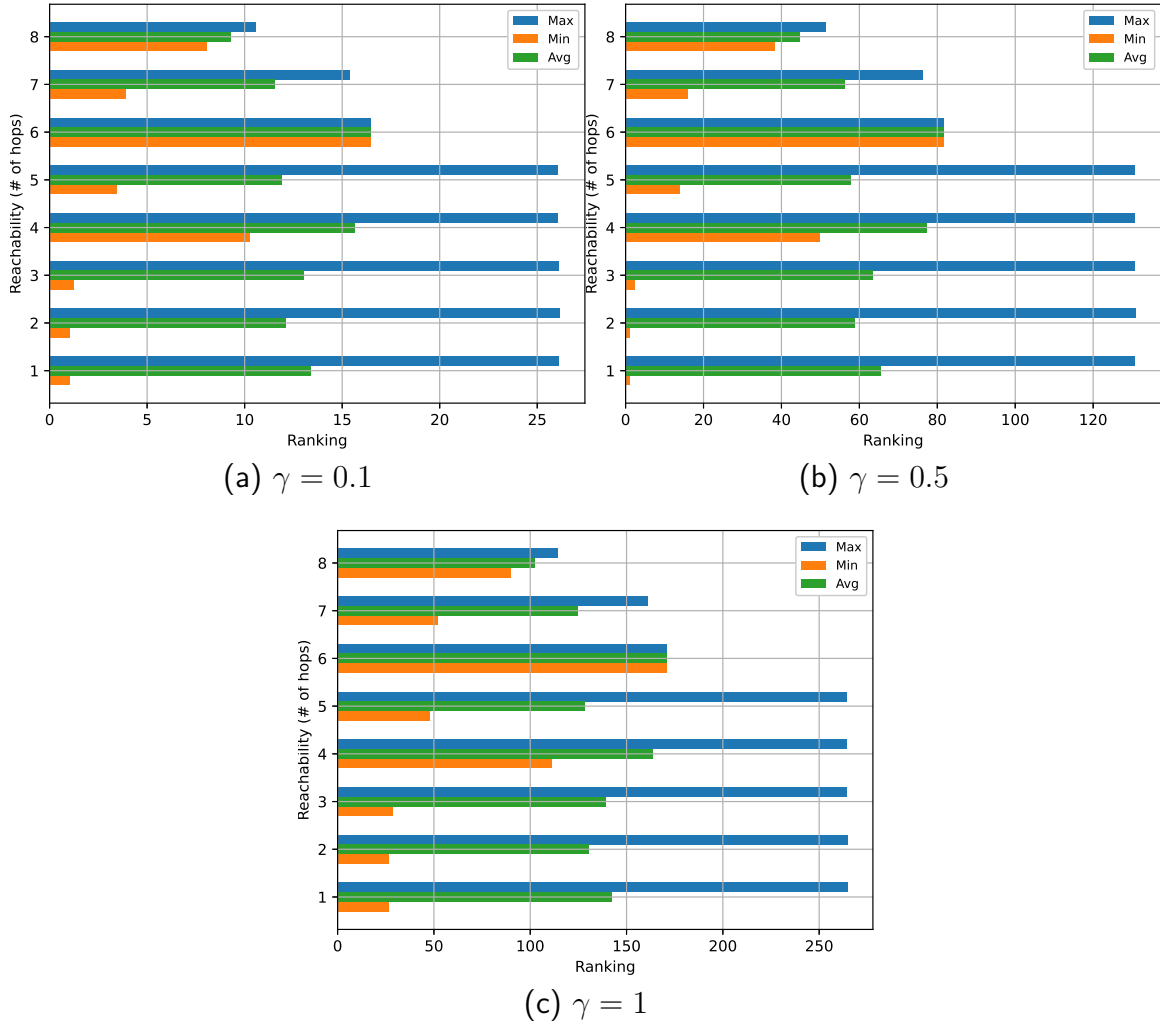 Max
Min
Avg
Reachability (# of hops)
8
7
6
5
4
3
2
1
0 5 10 15 20 25
Ranking
(a) γ = 0.1
Max
Min
Avg
Reachability (# of hops)
8
7
6
5
4
3
2
1
0 20 40 60 80 100 120
Ranking
(b) γ = 0.5
Max
Min
Avg
Reachability (# of hops)
8
7
6
5
4
3
2
1
0 50 100 150 200 250
Ranking
(c) γ = 1